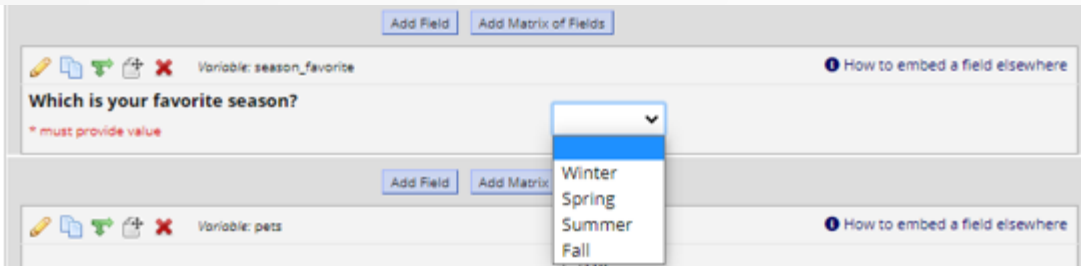 Add Field Add Matrix of Fields
Variable: season_favorite How to embed a field elsewhere
Which is your favorite season?
* must provide value
Winter
Add Field Add Matrix
Spring
Summer
Variable: pets How to embed a field elsewhere
Fall